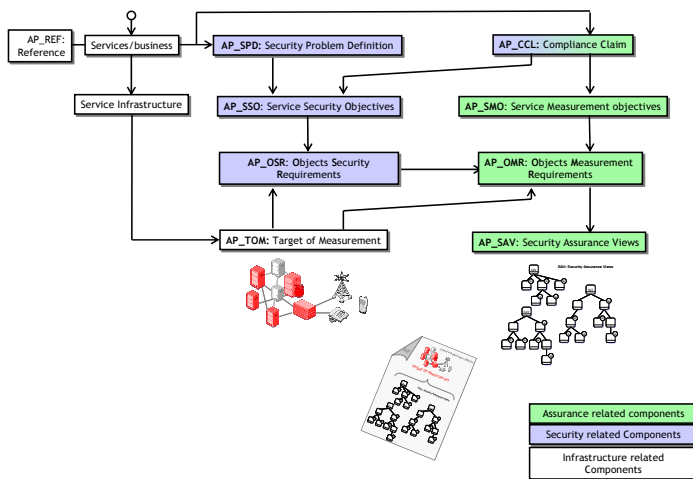 AP_REF:
Reference
Services/business
AP_SPD: Security Problem Definition
AP_CCL: Compliance Claim
Service Infrastructure
AP_SSO: Service Security Objectives
AP_SMO: Service Measurement objectives
AP_OSR: Objects Security
Requirements
AP_OMR: Objects Measurement
Requirements
AP_TOM: Target of Measurement
AP_SAV: Security Assurance Views
SAV: Security Assurance Views
Assurance related components
Security related Components
Infrastructure related
Components